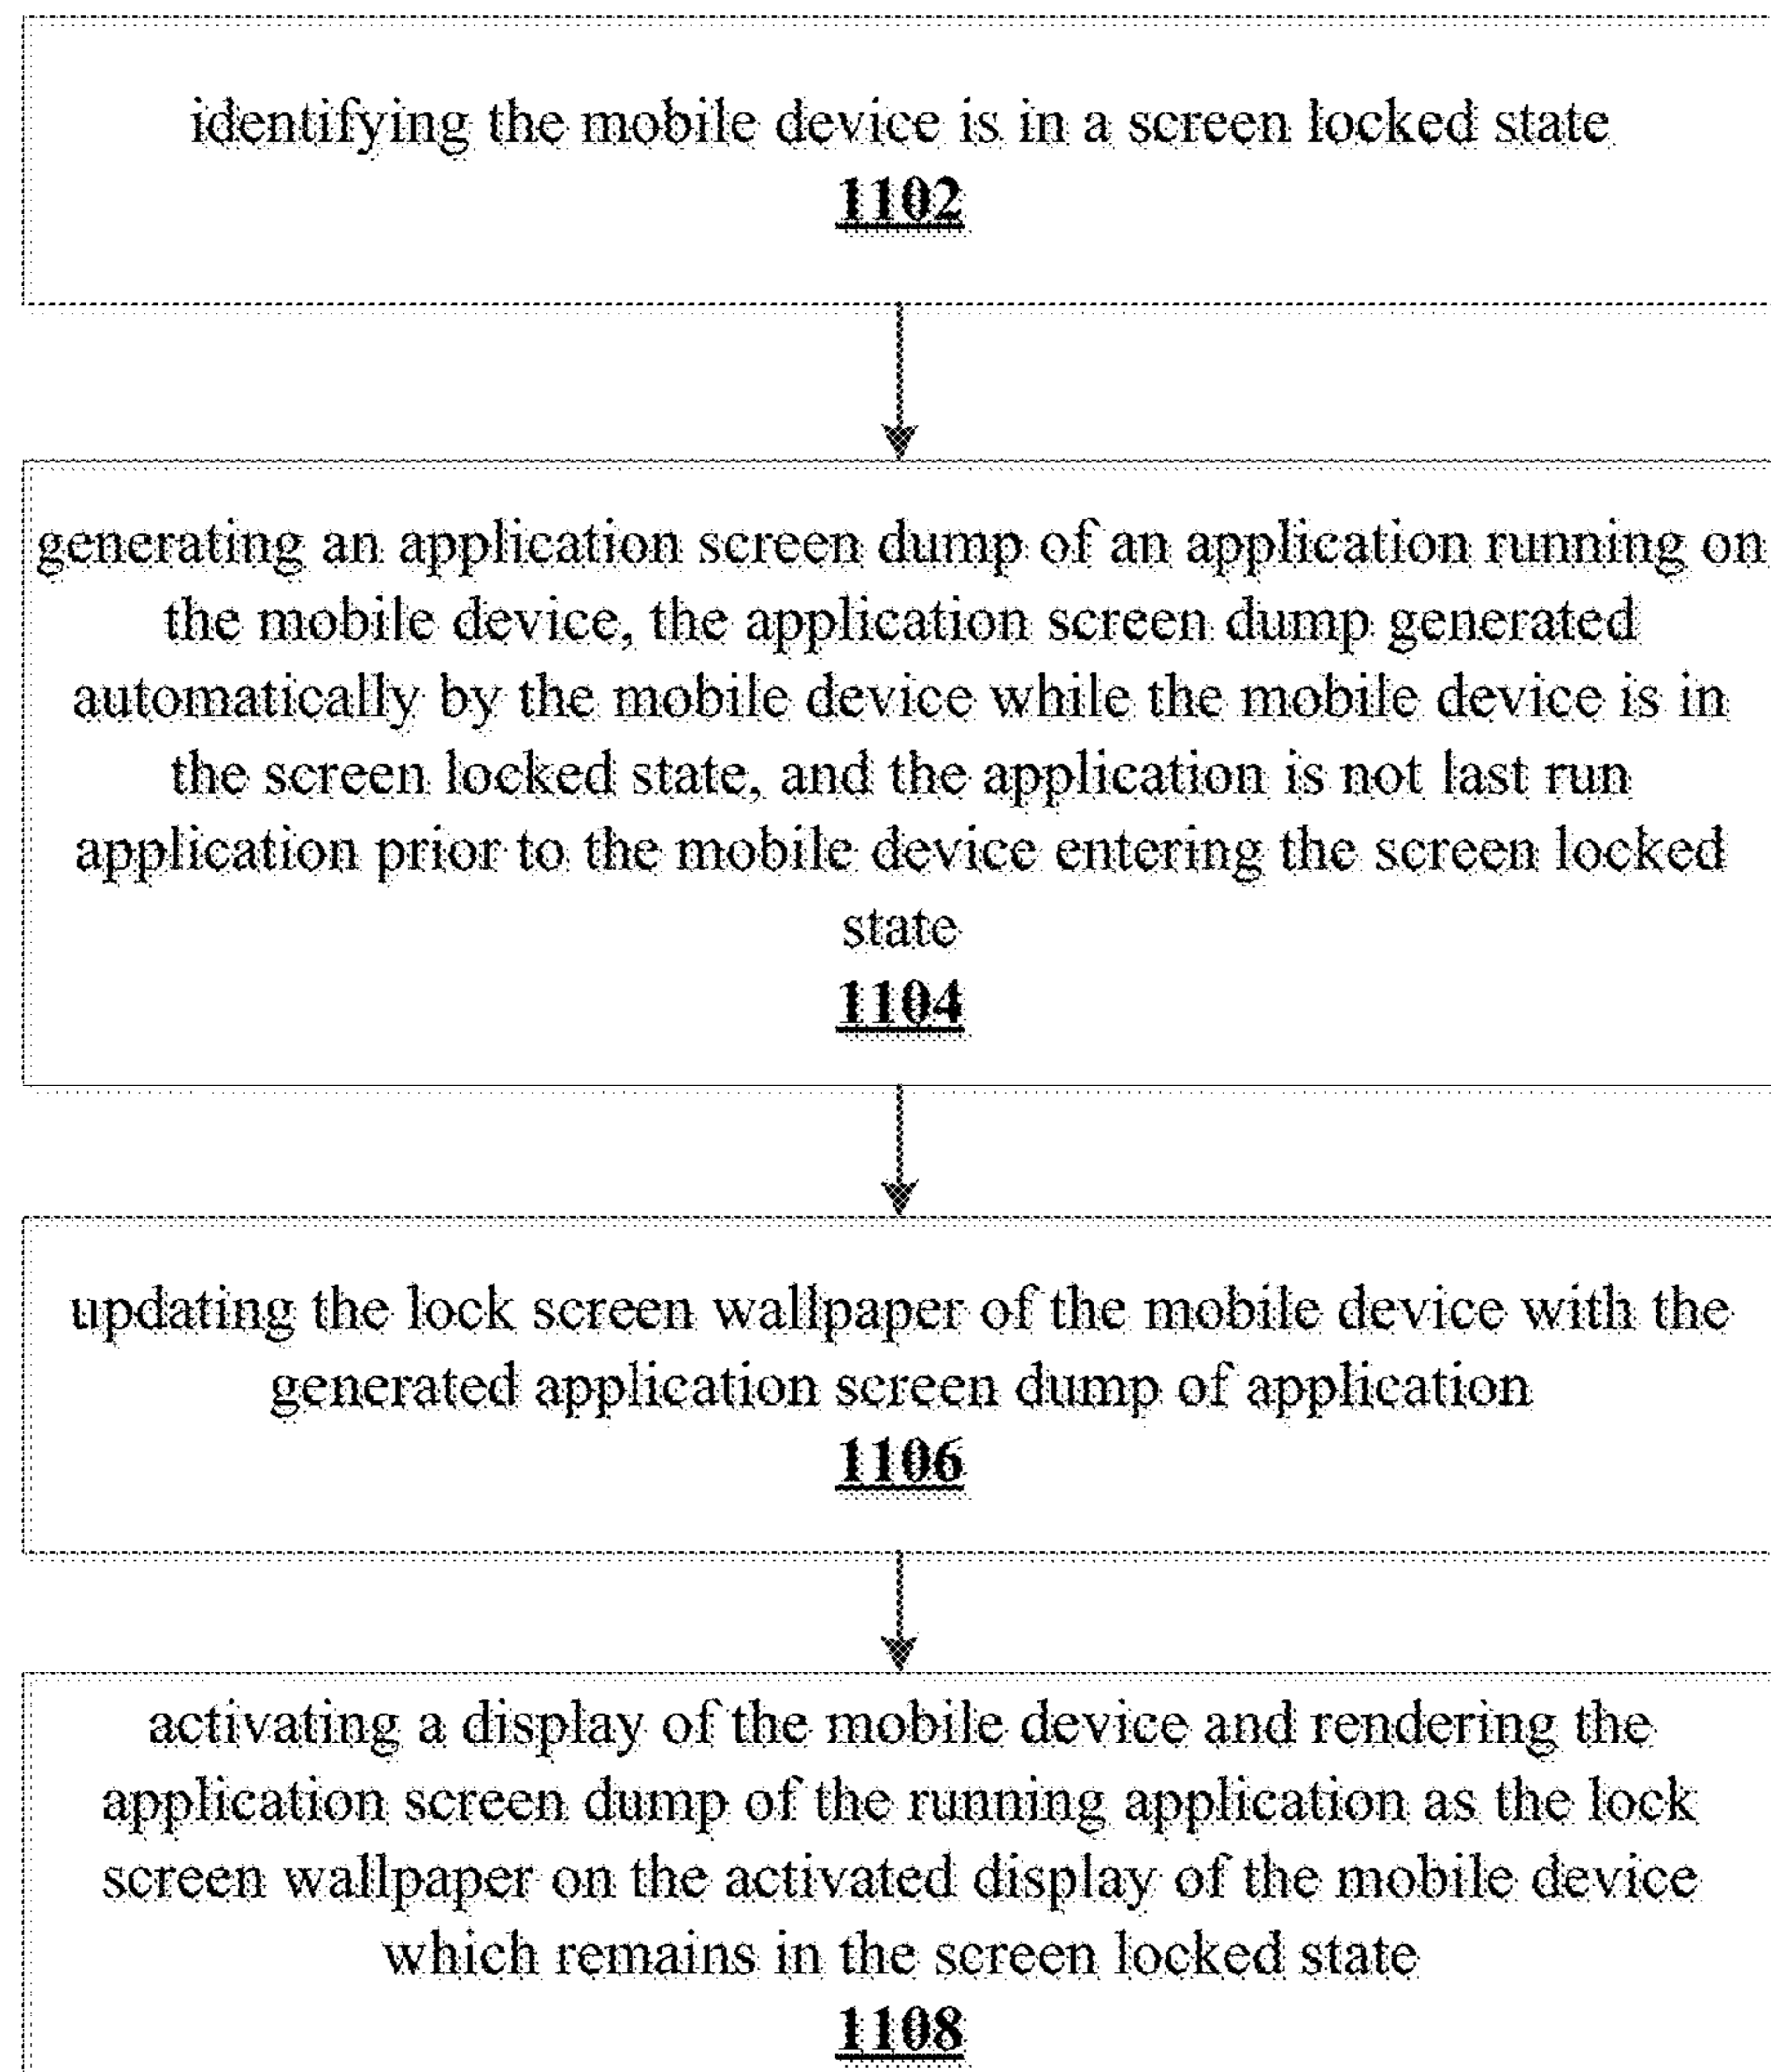 identifying the mobile device is in a screen locked state
1102
generating an application screen dump of an application running on
the mobile device, the application screen dump generated
automatically by the mobile device while the mobile device is in
the screen locked state, and the application is not last run
application prior to the mobile device entering the screen locked
state
1104
updating the lock screen wallpaper of the mobile device with the
generated application screen dump of application
1106
activating a display of the mobile device and rendering the
application screen dump of the running application as the lock
screen wallpaper on the activated display of the mobile device
which remains in the screen locked state
1108